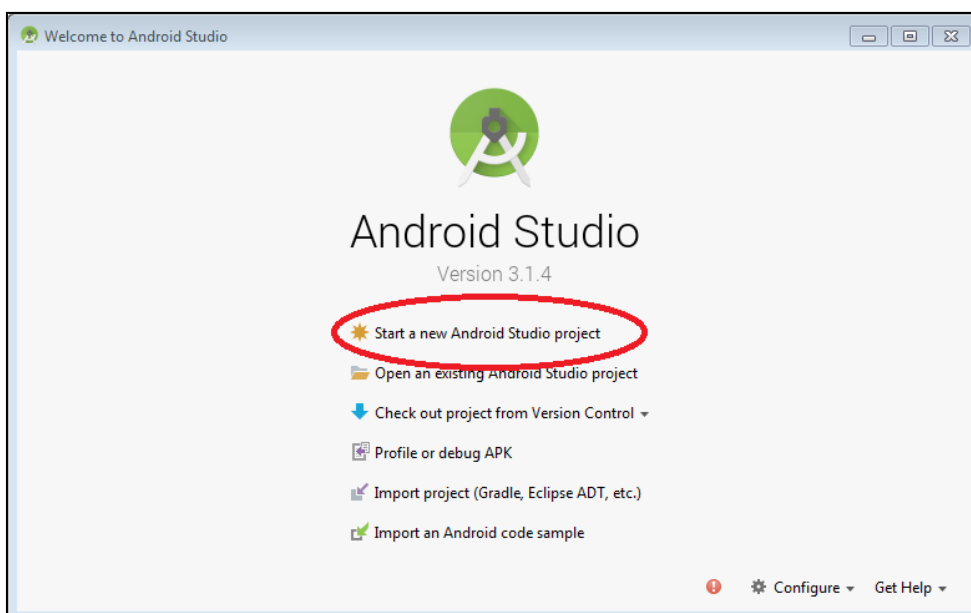 Welcome to Android Studio
Android Studio
Version 3.1.4
Start a new Android Studio project
Open an existing Android Studio project
Check out project from Version Control
Profile or debug APK
Import project (Gradle, Eclipse ADT, etc.)
Import an Android code sample
Configure Get Help